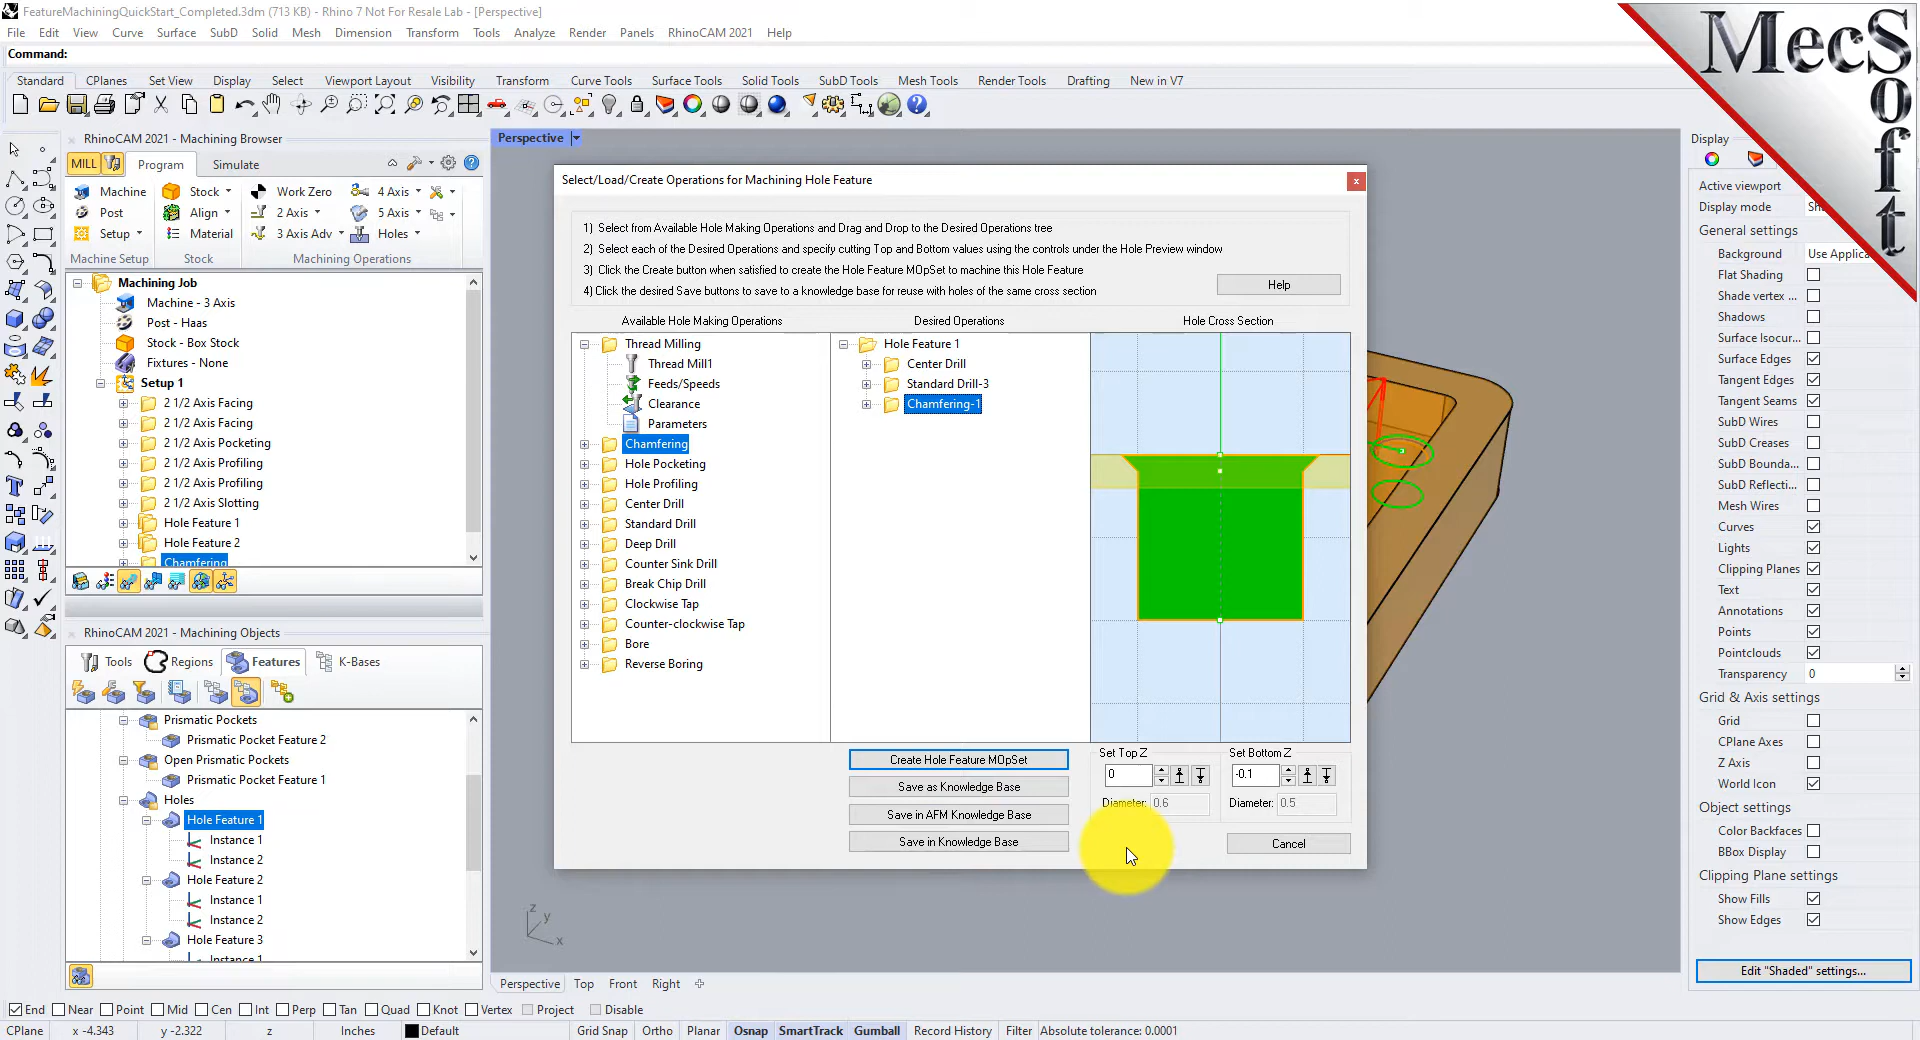 FeatureMachiningQuickStart_Completed.3dm (713 KB) - Rhino 7 Not For Resale Lab - [Perspective]
File Edit View Curve Surface SubD Solid Mesh Dimension Transform Tools Analyze Render Panels RhinoCAM 2021 Help
Command:
Standard CPlanes Set View Display Select Viewport Layout Visibility Transform Curve Tools Surface Tools Solid Tools SubD Tools Mesh Tools Render Tools Drafting New in V7
MecSoft
RhinoCAM 2021 - Machining Browser
MILL Program Simulate
Machine Stock Work Zero 4 Axis
Post Align 2 Axis 5 Axis
Setup Material 3 Axis Adv Holes
Machine Setup Stock Machining Operations
Machining Job
Machine - 3 Axis
Post - Haas
Stock - Box Stock
Fixtures - None
Setup 1
2 1/2 Axis Facing
2 1/2 Axis Facing
2 1/2 Axis Pocketing
2 1/2 Axis Profiling
2 1/2 Axis Profiling
2 1/2 Axis Slotting
Hole Feature 1
Hole Feature 2
Chamfering
RhinoCAM 2021 - Machining Objects
Tools Regions Features K-Bases
Prismatic Pockets
Prismatic Pocket Feature 2
Open Prismatic Pockets
Prismatic Pocket Feature 1
Holes
Hole Feature 1
Instance 1
Instance 2
Hole Feature 2
Instance 1
Instance 2
Hole Feature 3
Instance 1
Perspective
Select/Load/Create Operations for Machining Hole Feature
1) Select from Available Hole Making Operations and Drag and Drop to the Desired Operations tree
2) Select each of the Desired Operations and specify cutting Top and Bottom values using the controls under the Hole Preview window
3) Click the Create button when satisfied to create the Hole Feature MOpSet to machine this Hole Feature
4) Click the desired Save buttons to save to a knowledge base for reuse with holes of the same cross section
Help
Available Hole Making Operations Desired Operations Hole Cross Section
Thread Milling
Thread Mill1
Feeds/Speeds
Clearance
Parameters
Chamfering
Hole Pocketing
Hole Profiling
Center Drill
Standard Drill
Deep Drill
Counter Sink Drill
Break Chip Drill
Clockwise Tap
Counter-clockwise Tap
Bore
Reverse Boring
Hole Feature 1
Center Drill
Standard Drill-3
Chamfering-1
Create Hole Feature MOpSet
Save as Knowledge Base
Save in AFM Knowledge Base
Save in Knowledge Base
Set Top Z Set Bottom Z
0 -0.1
Diameter: 0.6 Diameter: 0.5
Cancel
z
y
x
Display
Active viewport
Display mode
General settings
Background Use Applica
Flat Shading
Shade vertex ...
Shadows
Surface Isocur...
Surface Edges
Tangent Edges
Tangent Seams
SubD Wires
SubD Creases
SubD Bounda...
SubD Reflecti...
Mesh Wires
Curves
Lights
Clipping Planes
Text
Annotations
Points
Pointclouds
Transparency 0
Grid & Axis settings
Grid
CPlane Axes
Z Axis
World Icon
Object settings
Color Backfaces
BBox Display
Clipping Plane settings
Show Fills
Show Edges
Edit "Shaded" settings...
Perspective Top Front Right
End Near Point Mid Cen Int Perp Tan Quad Knot Vertex Project Disable
CPlane x -4.343 y -2.322 z Inches Default Grid Snap Ortho Planar Osnap SmartTrack Gumball Record History Filter Absolute tolerance: 0.0001